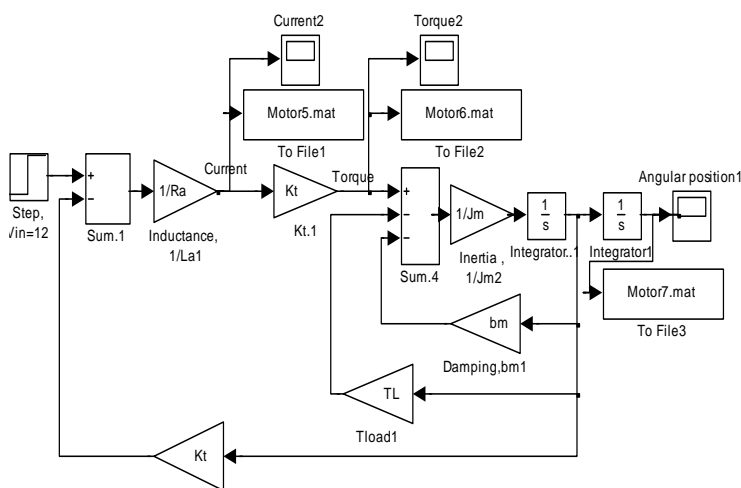 Current2
Torque2
Motor5.mat
Motor6.mat
To File1
To File2
Current
Torque
Angular position1
+
−
1/Ra
Kt
+
−
−
1/Jm
1
s
1
s
Step,
Vin=12
Sum.1
Inductance,
1/La1
Kt.1
Sum.4
Inertia ,
1/Jm2
Integrator..1
Integrator1
Motor7.mat
To File3
bm
Damping,bm1
TL
Tload1
Kt